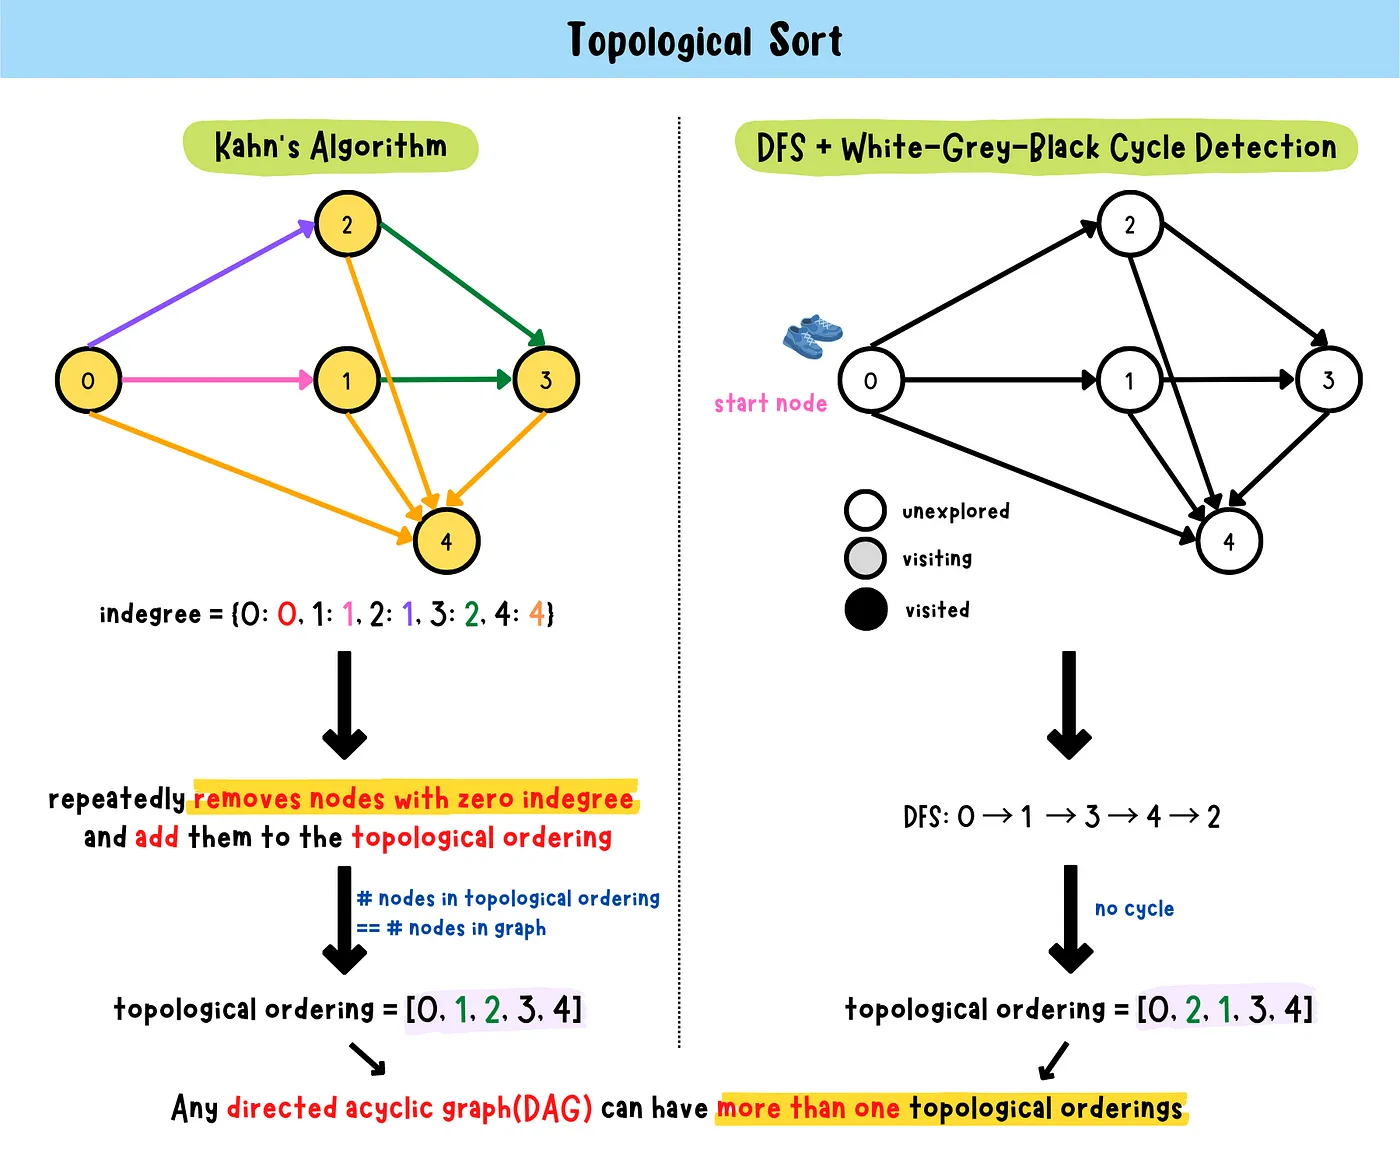 Topological Sort
Kahn's Algorithm
2
0
1
3
4
indegree = {0: 0, 1: 1, 2: 1, 3: 2, 4: 4}
repeatedly removes nodes with zero indegree
and add them to the topological ordering
# nodes in topological ordering
== # nodes in graph
topological ordering = [0, 1, 2, 3, 4]
DFS + White-Grey-Black Cycle Detection
2
0
1
3
start node
4
unexplored
visiting
visited
DFS: 0 → 1 → 3 → 4 → 2
no cycle
topological ordering = [0, 2, 1, 3, 4]
Any directed acyclic graph(DAG) can have more than one topological orderings